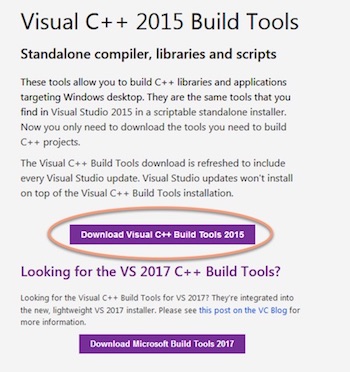 Visual C++ 2015 Build Tools
Standalone compiler, libraries and scripts
These tools allow you to build C++ libraries and applications
targeting Windows desktop. They are the same tools that you
find in Visual Studio 2015 in a scriptable standalone installer.
Now you only need to download the tools you need to build
C++ projects.
The Visual C++ Build Tools download is refreshed to include
every Visual Studio update. Visual Studio updates won't install
on top of the Visual C++ Build Tools installation.
Download Visual C++ Build Tools 2015
Looking for the VS 2017 C++ Build Tools?
Looking for the Visual C++ Build Tools for VS 2017? They're integrated into
the new, lightweight VS 2017 installer. Please see this post on the VC Blog for
more information.
Download Microsoft Build Tools 2017